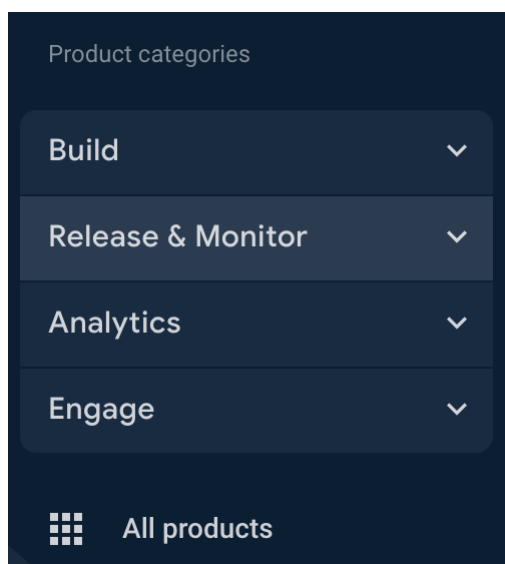 Product categories
Build
Release & Monitor
Analytics
Engage
All products